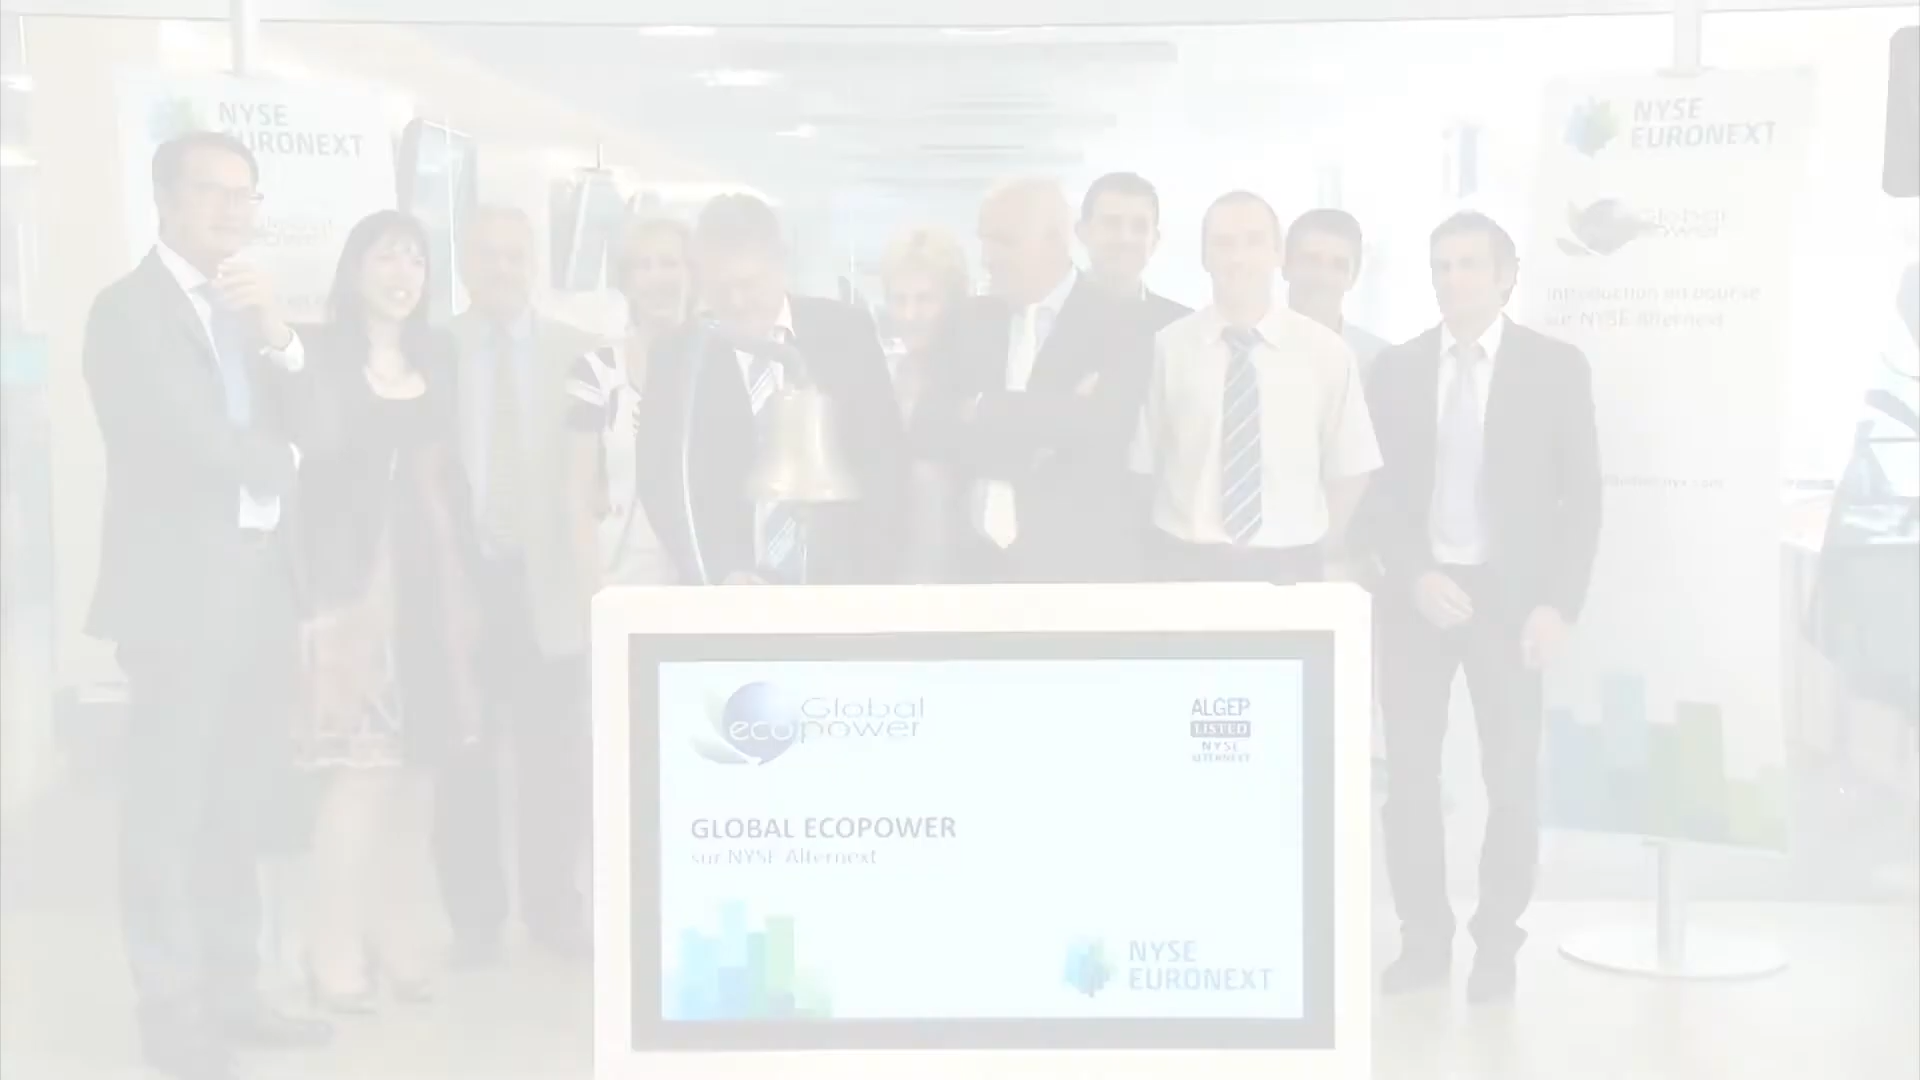 NYSE
EURONEXT
NYSE
EURONEXT
Global
Introduction en bourse
sur NYSE Alternext
Global
ecopower
ALGEP
LISTED
NYSE
ALTERNEXT
GLOBAL ECOPOWER
sur NYSE Alternext
NYSE
EURONEXT